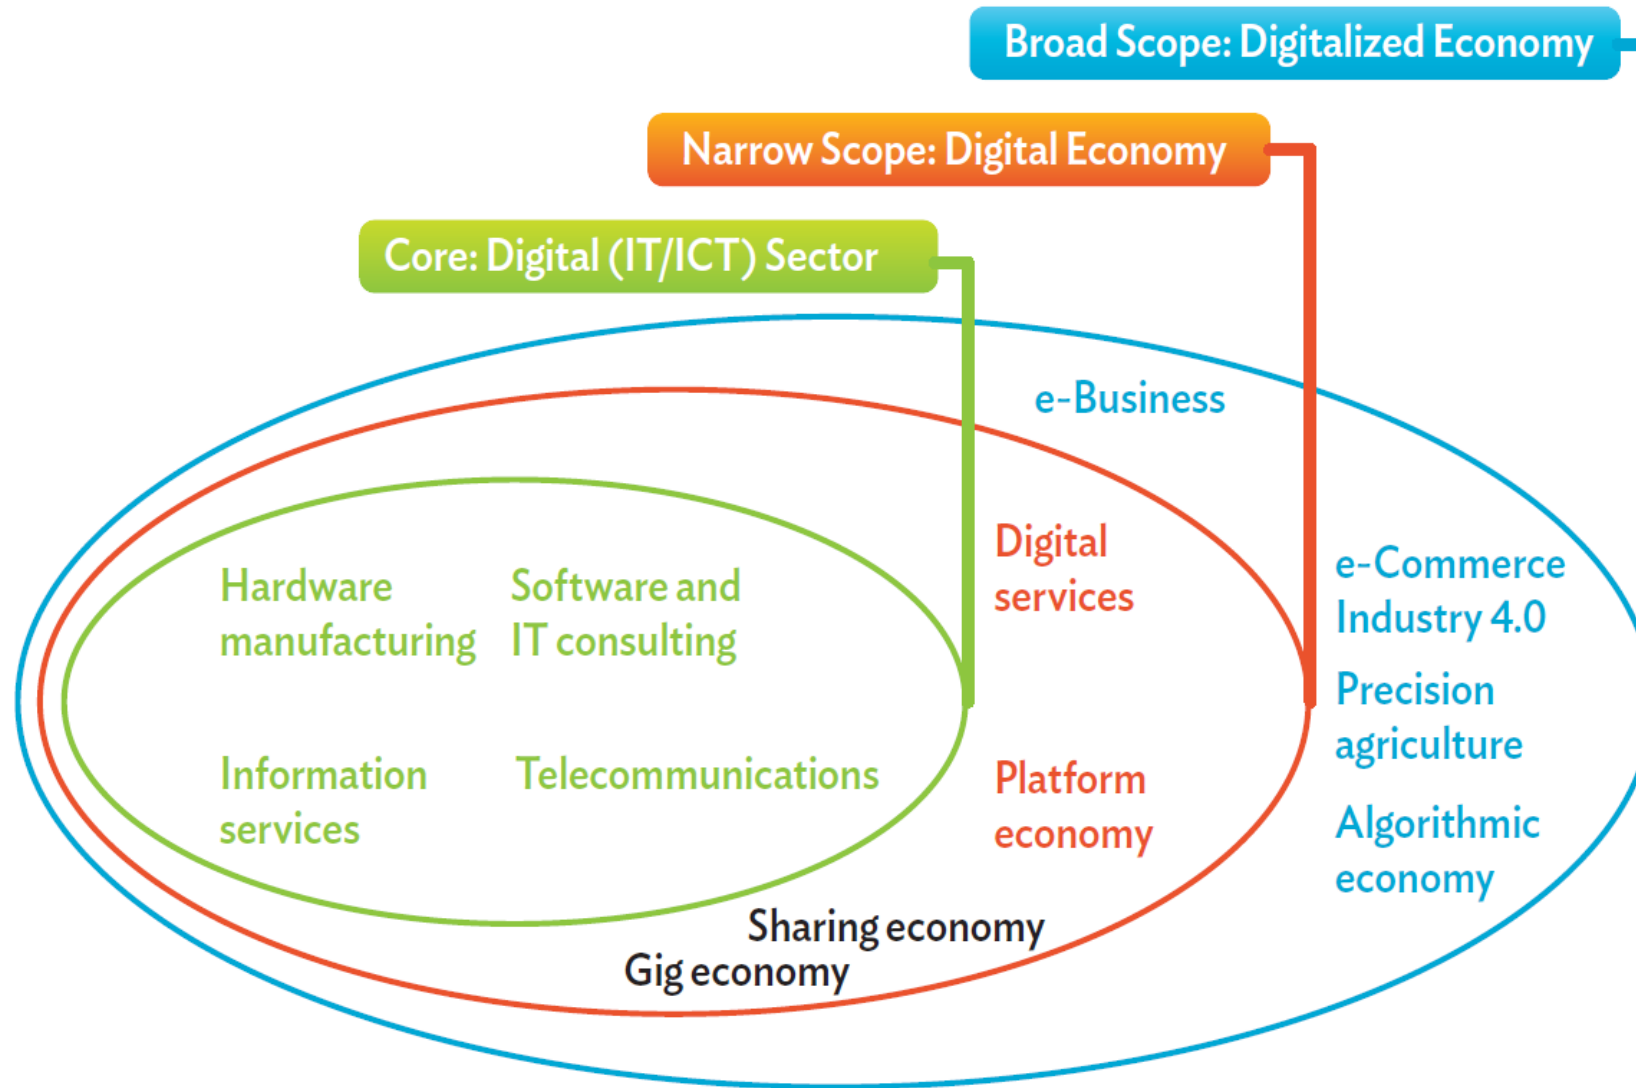 Broad Scope: Digitalized Economy
Narrow Scope: Digital Economy
Core: Digital (IT/ICT) Sector
e-Business
Digital
services
e-Commerce
Industry 4.0
Hardware
manufacturing
Software and
IT consulting
Precision
agriculture
Information
services
Telecommunications
Platform
economy
Algorithmic
economy
Sharing economy
Gig economy